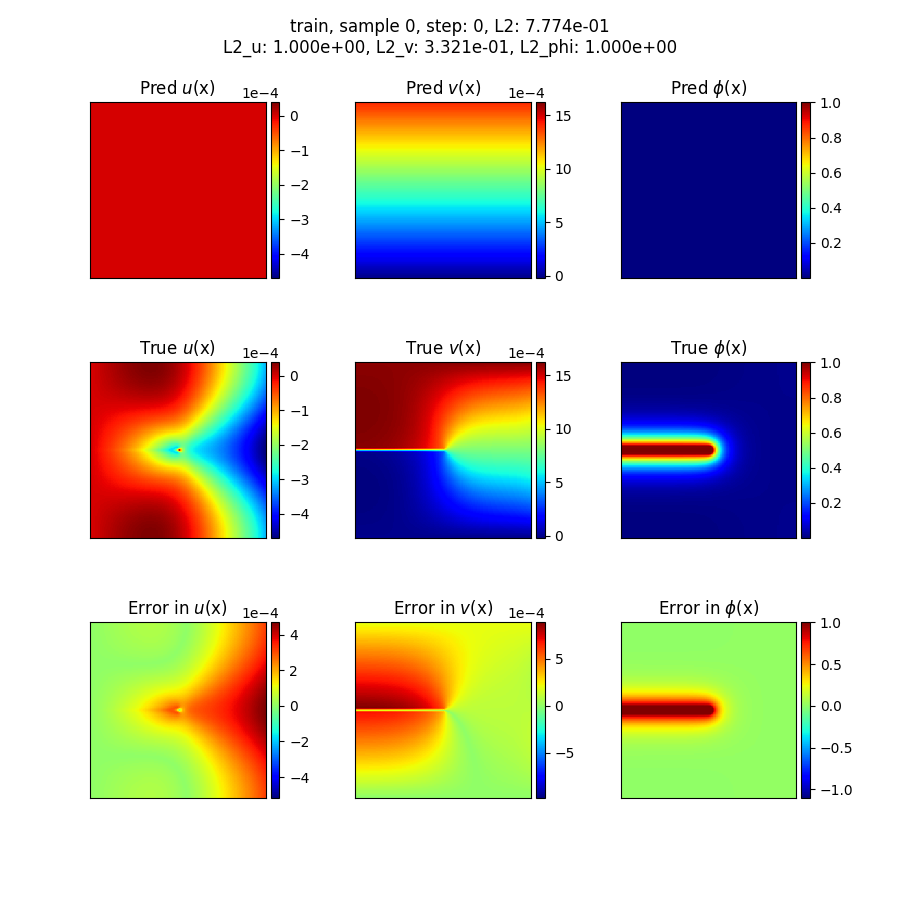 train, sample 0, step: 0, L2: 7.774e-01
L2_u: 1.000e+00, L2_v: 3.321e-01, L2_phi: 1.000e+00
Pred u(x)
1e−4
0
−1
−2
−3
−4
Pred v(x)
1e−4
15
10
5
0
Pred ϕ(x)
1.0
0.8
0.6
0.4
0.2
True u(x)
1e−4
0
−1
−2
−3
−4
True v(x)
1e−4
15
10
5
0
True ϕ(x)
1.0
0.8
0.6
0.4
0.2
Error in u(x)
1e−4
4
2
0
−2
−4
Error in v(x)
1e−4
5
0
−5
Error in ϕ(x)
1.0
0.5
0.0
−0.5
−1.0